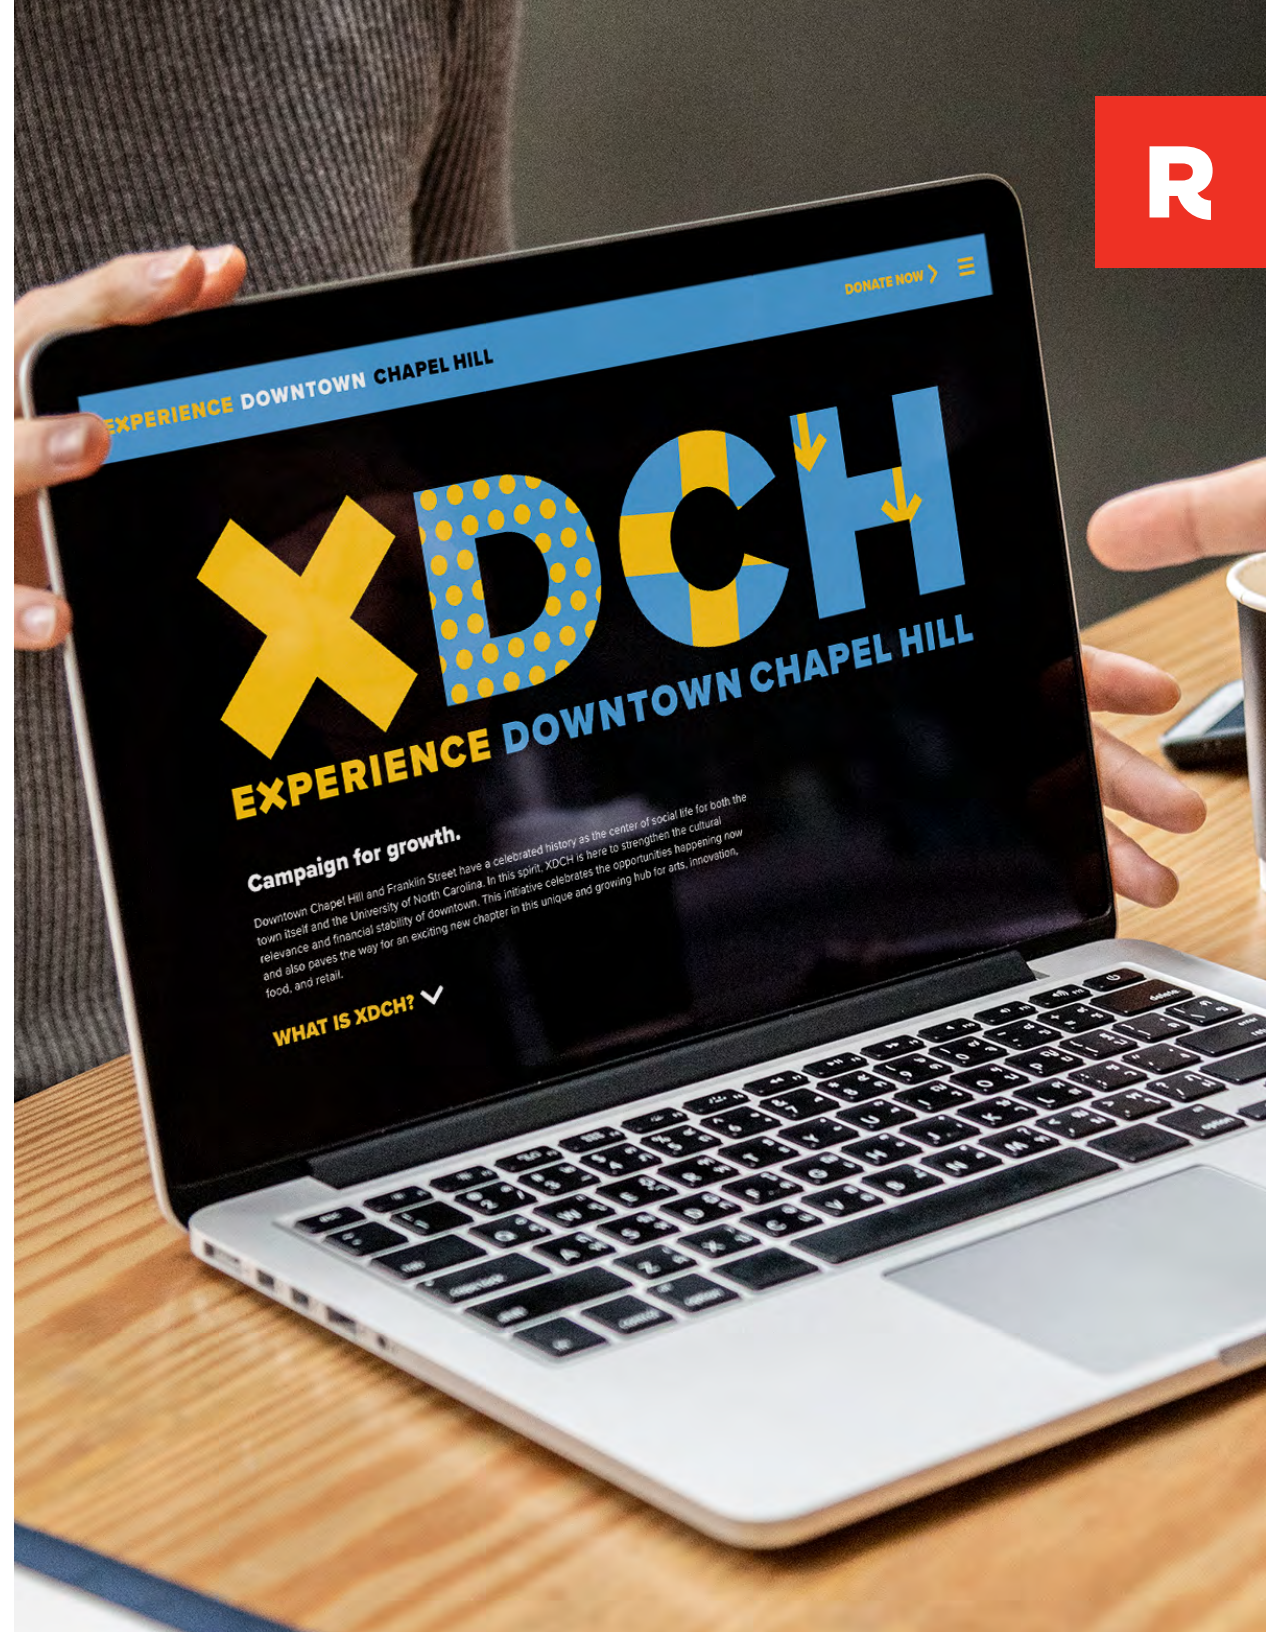 R
DONATE NOW
EXPERIENCE DOWNTOWN CHAPEL HILL
XDCH
EXPERIENCE DOWNTOWN CHAPEL HILL
Campaign for growth.
Downtown Chapel Hill and Franklin Street have a celebrated history as the center of social life for both the
town itself and the University of North Carolina. In this spirit, XDCH is here to strengthen the cultural
relevance and financial stability of downtown. This initiative celebrates the opportunities happening now
and also paves the way for an exciting new chapter in this unique and growing hub for arts, innovation,
food, and retail.
WHAT IS XDCH?
delete
option